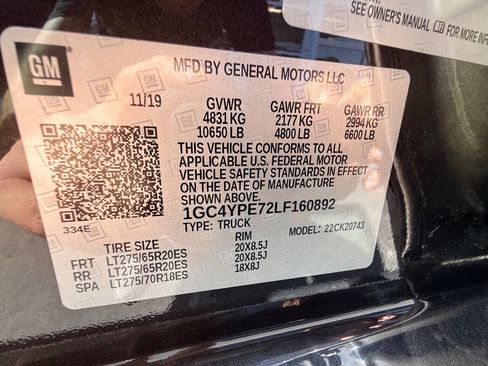 SEE OWNER'S MANUAL FOR MORE INFO
GM
MFD BY GENERAL MOTORS LLC
11/19 GVWR GAWR FRT GAWR RR
4831 KG 2177 KG 2994 KG
10650 LB 4800 LB 6600 LB
THIS VEHICLE CONFORMS TO ALL
APPLICABLE U.S. FEDERAL MOTOR
VEHICLE SAFETY STANDARDS IN EFFECT
ON THE DATE OF MANUFACTURE
SHOWN ABOVE.
1GC4YPE72LF160892
334E TYPE: TRUCK MODEL: 22CK20743
TIRE SIZE RIM
FRT LT275/65R20ES 20X8.5J
RR LT275/65R20ES 20X8.5J
SPA LT275/70R18ES 18X8J